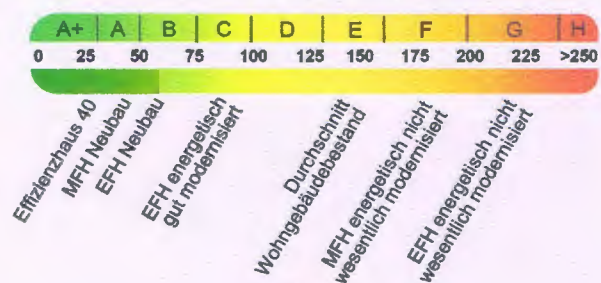 A+ A B C D E F G H
0 25 50 75 100 125 150 175 200 225 >250
Effizienzhaus 40
MFH Neubau
EFH Neubau
EFH energetisch
gut modernisiert
Durchschnitt
Wohngebäudebestand
MFH energetisch nicht
wesentlich modernisiert
EFH energetisch nicht
wesentlich modernisiert